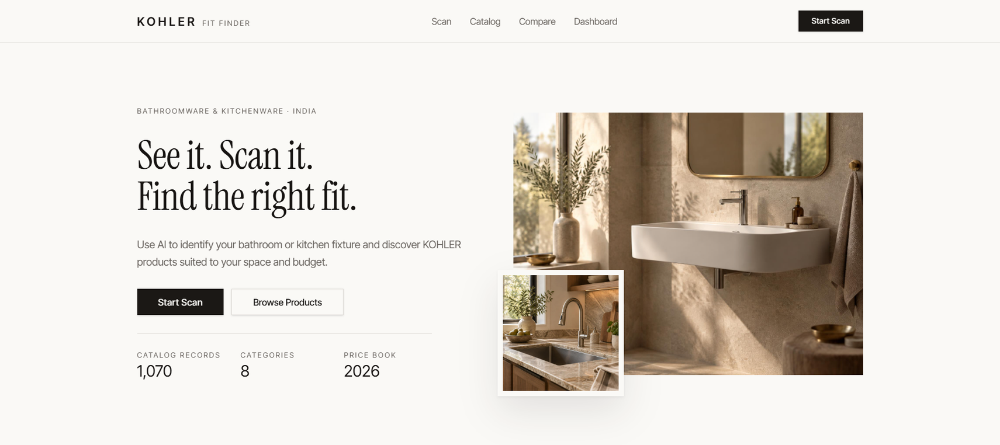 KOHLER FIT FINDER
Scan Catalog Compare Dashboard
Start Scan
BATHROOMWARE & KITCHENWARE · INDIA
See it. Scan it.
Find the right fit.
Use AI to identify your bathroom or kitchen fixture and discover KOHLER
products suited to your space and budget.
Start Scan
Browse Products
CATALOG RECORDS
1,070
CATEGORIES
8
PRICE BOOK
2026